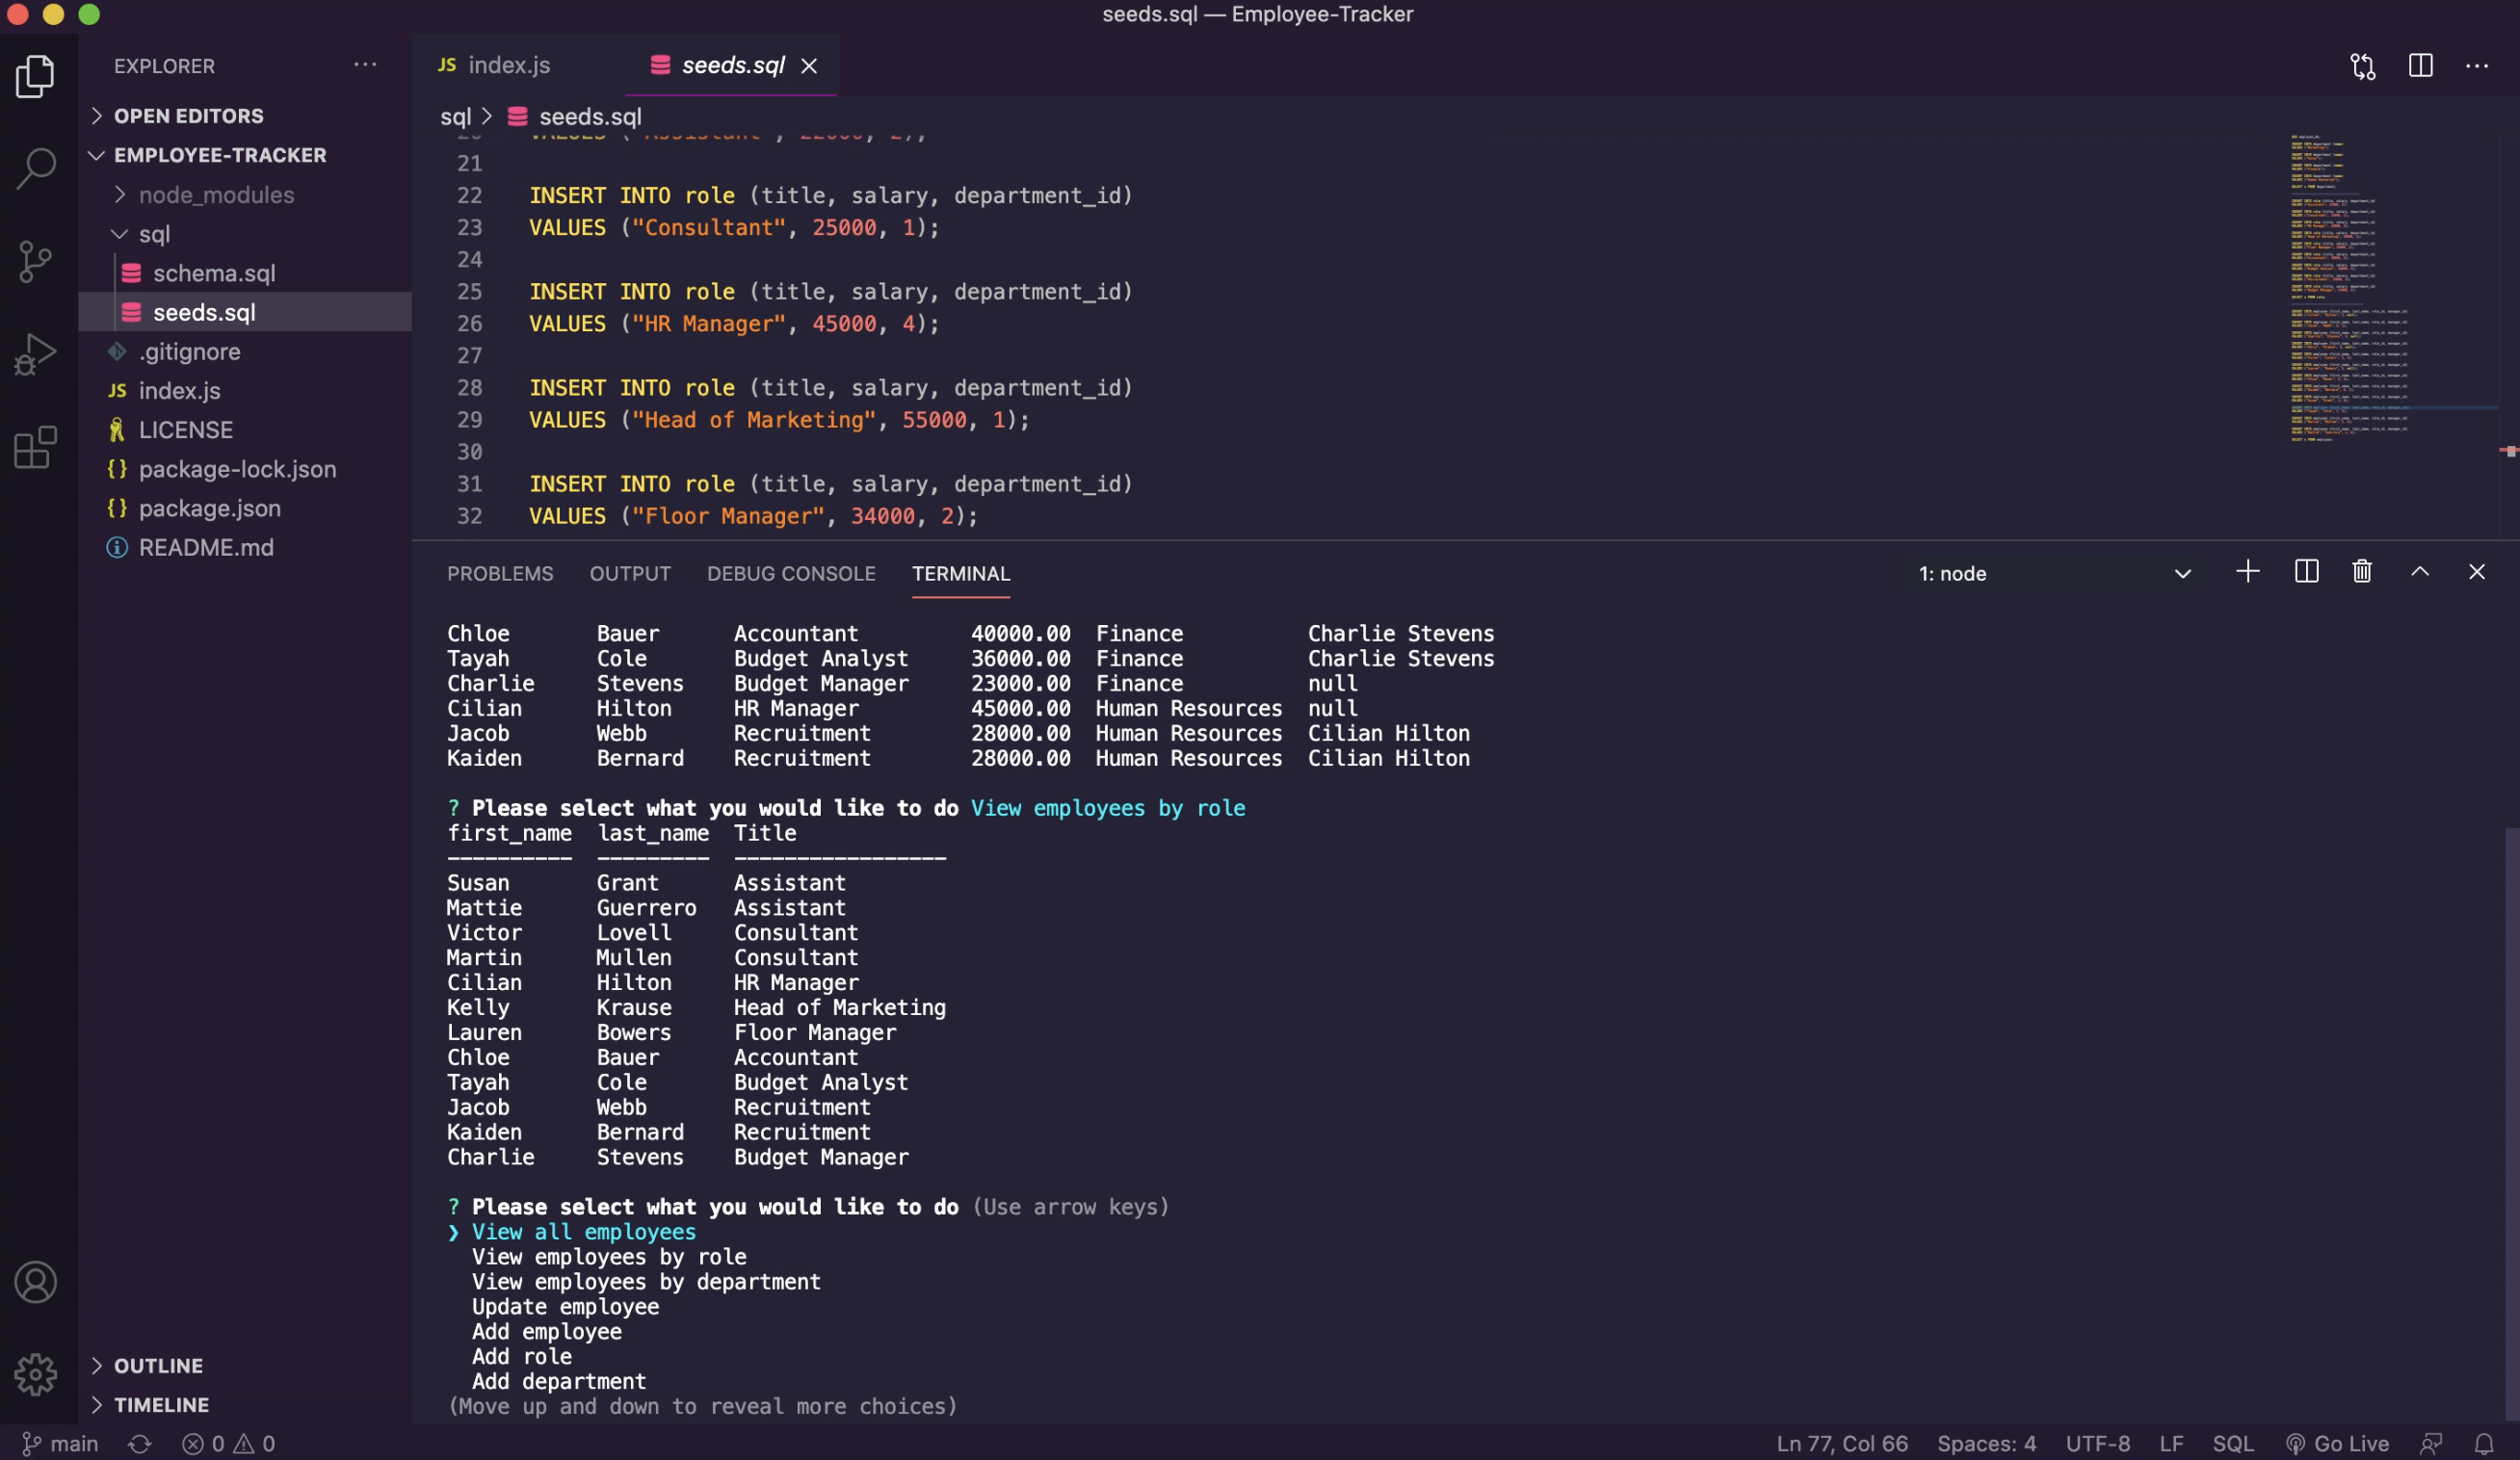 seeds.sql — Employee-Tracker
EXPLORER
OPEN EDITORS
EMPLOYEE-TRACKER
node_modules
sql
schema.sql
seeds.sql
.gitignore
JS index.js
LICENSE
{} package-lock.json
{} package.json
README.md
OUTLINE
TIMELINE
JS index.js
seeds.sql
sql > seeds.sql
20 VALUES ("Assistant", 22000, 2);
21
22 INSERT INTO role (title, salary, department_id)
23 VALUES ("Consultant", 25000, 1);
24
25 INSERT INTO role (title, salary, department_id)
26 VALUES ("HR Manager", 45000, 4);
27
28 INSERT INTO role (title, salary, department_id)
29 VALUES ("Head of Marketing", 55000, 1);
30
31 INSERT INTO role (title, salary, department_id)
32 VALUES ("Floor Manager", 34000, 2);
PROBLEMS OUTPUT DEBUG CONSOLE TERMINAL 1: node
Chloe Bauer Accountant 40000.00 Finance Charlie Stevens
Tayah Cole Budget Analyst 36000.00 Finance Charlie Stevens
Charlie Stevens Budget Manager 23000.00 Finance null
Cilian Hilton HR Manager 45000.00 Human Resources null
Jacob Webb Recruitment 28000.00 Human Resources Cilian Hilton
Kaiden Bernard Recruitment 28000.00 Human Resources Cilian Hilton
? Please select what you would like to do View employees by role
first_name last_name Title
---------- --------- -----------------
Susan Grant Assistant
Mattie Guerrero Assistant
Victor Lovell Consultant
Martin Mullen Consultant
Cilian Hilton HR Manager
Kelly Krause Head of Marketing
Lauren Bowers Floor Manager
Chloe Bauer Accountant
Tayah Cole Budget Analyst
Jacob Webb Recruitment
Kaiden Bernard Recruitment
Charlie Stevens Budget Manager
? Please select what you would like to do (Use arrow keys)
❯ View all employees
View employees by role
View employees by department
Update employee
Add employee
Add role
Add department
(Move up and down to reveal more choices)
main 0 0 Ln 77, Col 66 Spaces: 4 UTF-8 LF SQL Go Live